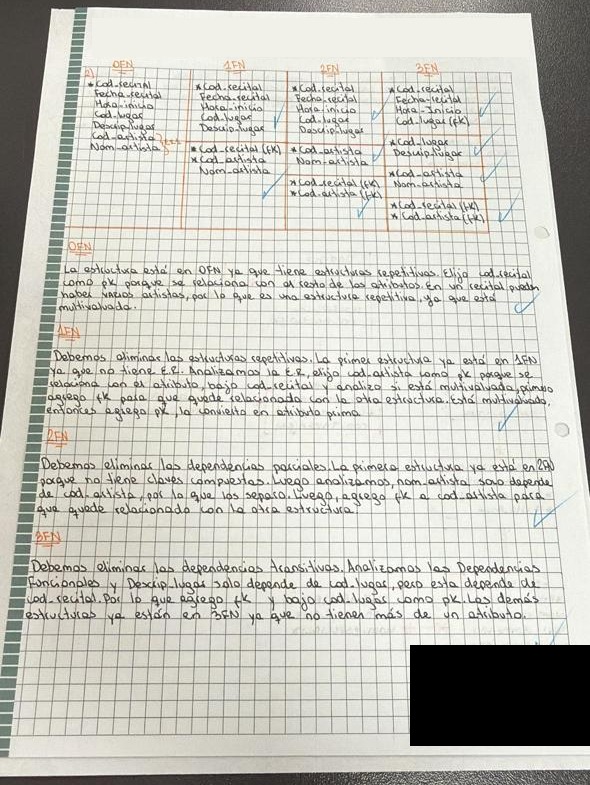 0FN 1FN 2FN 3FN
2)
* Cod_recital
Fecha_recital
Hora_inicio
Cod_lugar
Descrip_lugar
Cod_artista
Nom_artista
* Cod_recital
Fecha_recital
Hora_inicio
Cod_lugar
Descrip_lugar
* Cod_recital (fk)
* Cod_artista
Nom_artista
* Cod_recital
Fecha_recital
Hora_inicio
Cod_lugar
Descrip_lugar
* Cod_artista
Nom_artista
* Cod_recital (fk)
* Cod_artista (fk)
* Cod_recital
Fecha_recital
Hora_Inicio
Cod_lugar (fk)
* Cod_lugar
Descrip_lugar
* Cod_artista
Nom_artista
* Cod_recital (fk)
* Cod_artista (fk)
0FN
La estructura está en 0FN ya que tiene estructuras repetitivas. Elijo cod_recital
como pk porque se relaciona con el resto de los atributos. En un recital pueden
haber varios artistas, por lo que es una estructura repetitiva, ya que está
multivaluada.
1FN
Debemos eliminar las estructuras repetitivas. La primer estructura ya está en 1FN
ya que no tiene E.R. Analizamos la E.R, elijo cod_artista como pk porque se
relaciona con el atributo, bajo cod_recital y analizo si está multivaluada, primero
agrego fk para que quede relacionado con la otra estructura. Está multivaluado,
entonces agrego pk, la convierto en atributo prima
2FN
Debemos eliminar las dependencias parciales. La primera estructura ya está en 2FN
porque no tiene claves compuestas. Luego analizamos, nom_artista solo depende
de cod_artista, por lo que los separo. Luego, agrego fk a cod_artista para
que quede relacionado con la otra estructura.
3FN
Debemos eliminar las dependencias transitivas. Analizamos las Dependencias
Funcionales y Descrip_lugar solo depende de cod_lugar, pero esta depende de
cod_recital. Por lo que agrego fk y bajo cod_lugar como pk. Las demás
estructuras ya están en 3FN ya que no tienen más de un atributo.